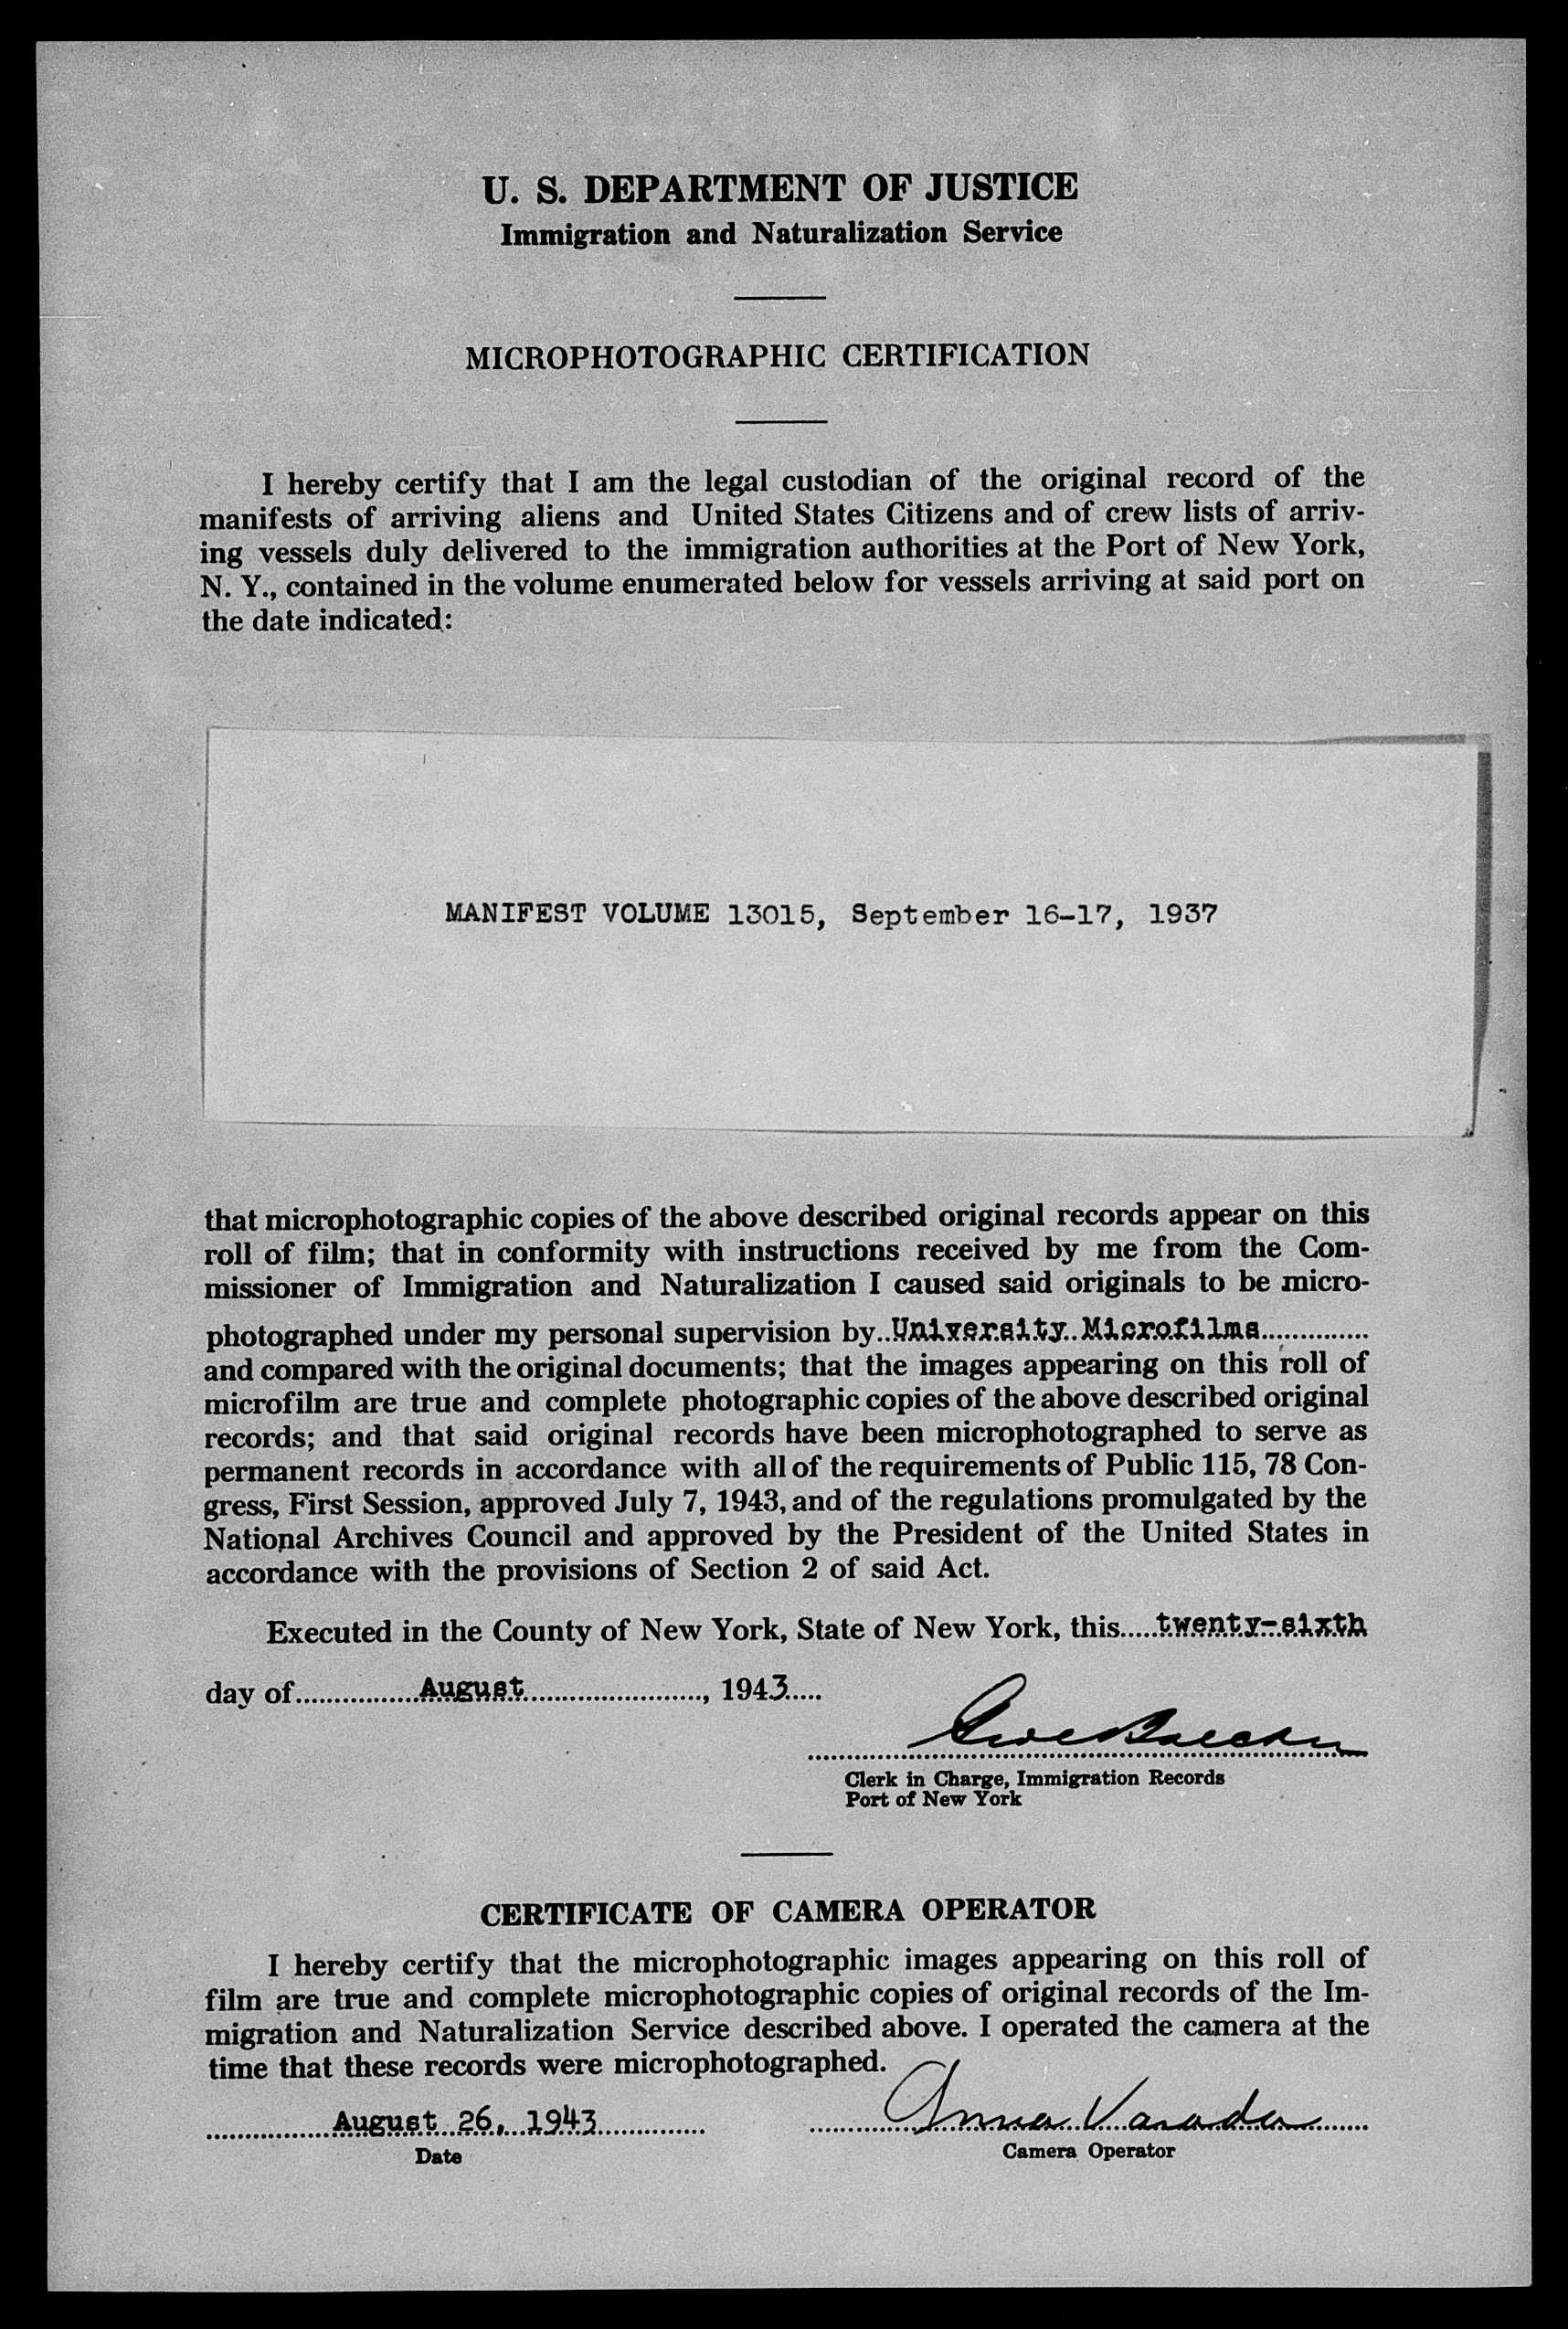 U. S. DEPARTMENT OF JUSTICE
Immigration and Naturalization Service
MICROPHOTOGRAPHIC CERTIFICATION
I hereby certify that I am the legal custodian of the original record of the
manifests of arriving aliens and United States Citizens and of crew lists of arriv-
ing vessels duly delivered to the immigration authorities at the Port of New York,
N. Y., contained in the volume enumerated below for vessels arriving at said port on
the date indicated:
MANIFEST VOLUME 13015, September 16-17, 1937
that microphotographic copies of the above described original records appear on this
roll of film; that in conformity with instructions received by me from the Com-
missioner of Immigration and Naturalization I caused said originals to be micro-
photographed under my personal supervision by..University Microfilms...............
and compared with the original documents; that the images appearing on this roll of
microfilm are true and complete photographic copies of the above described original
records; and that said original records have been microphotographed to serve as
permanent records in accordance with all of the requirements of Public 115, 78 Con-
gress, First Session, approved July 7, 1943, and of the regulations promulgated by the
National Archives Council and approved by the President of the United States in
accordance with the provisions of Section 2 of said Act.
Executed in the County of New York, State of New York, this.....twenty-sixth
day of................August......................., 1943.....
Clerk in Charge, Immigration Records
Port of New York
CERTIFICATE OF CAMERA OPERATOR
I hereby certify that the microphotographic images appearing on this roll of
film are true and complete microphotographic copies of original records of the Im-
migration and Naturalization Service described above. I operated the camera at the
time that these records were microphotographed.
August 26, 1943
Anna Varada
Date
Camera Operator